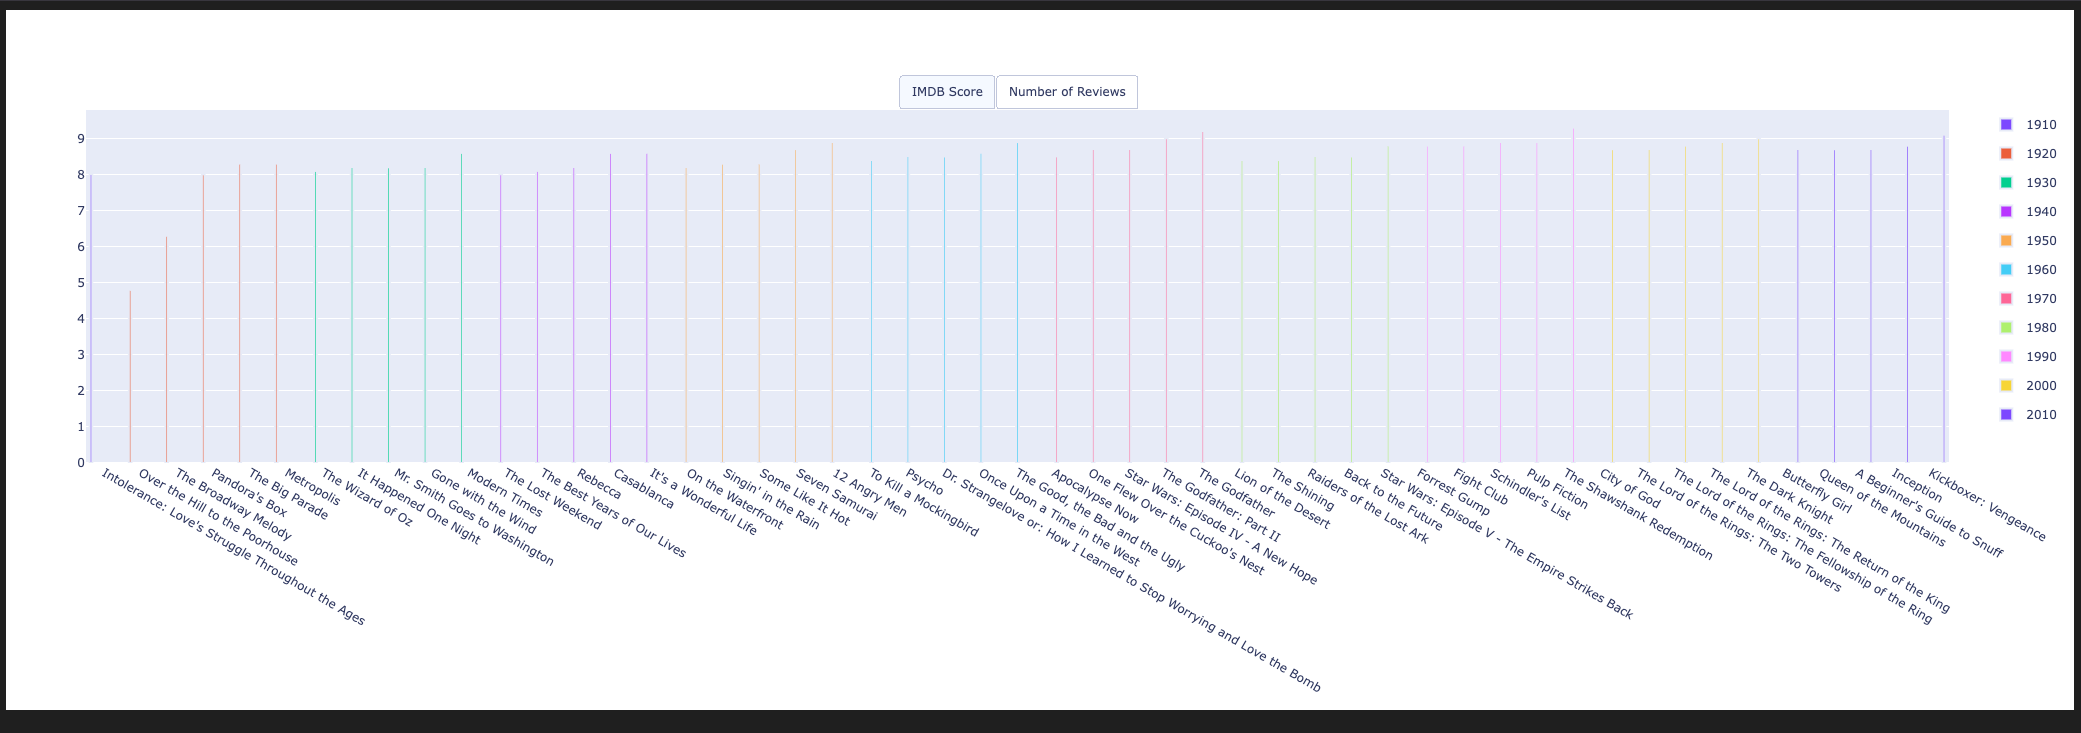 IMDB Score
Number of Reviews
9
8
7
6
5
4
3
2
1
0
Intolerance: Love's Struggle Throughout the Ages
Over the Hill to the Poorhouse
The Broadway Melody
Pandora's Box
The Big Parade
Metropolis
The Wizard of Oz
It Happened One Night
Mr. Smith Goes to Washington
Gone with the Wind
Modern Times
The Lost Weekend
The Best Years of Our Lives
Rebecca
Casablanca
It's a Wonderful Life
On the Waterfront
Singin' in the Rain
Some Like It Hot
Seven Samurai
12 Angry Men
To Kill a Mockingbird
Psycho
Dr. Strangelove or: How I Learned to Stop Worrying and Love the Bomb
Once Upon a Time in the West
The Good, the Bad and the Ugly
Apocalypse Now
One Flew Over the Cuckoo's Nest
Star Wars: Episode IV - A New Hope
The Godfather: Part II
The Godfather
Lion of the Desert
The Shining
Raiders of the Lost Ark
Back to the Future
Star Wars: Episode V - The Empire Strikes Back
Forrest Gump
Fight Club
Schindler's List
Pulp Fiction
The Shawshank Redemption
City of God
The Lord of the Rings: The Two Towers
The Lord of the Rings: The Fellowship of the Ring
The Lord of the Rings: The Return of the King
The Dark Knight
Butterfly Girl
Queen of the Mountains
A Beginner's Guide to Snuff
Inception
Kickboxer: Vengeance
1910
1920
1930
1940
1950
1960
1970
1980
1990
2000
2010